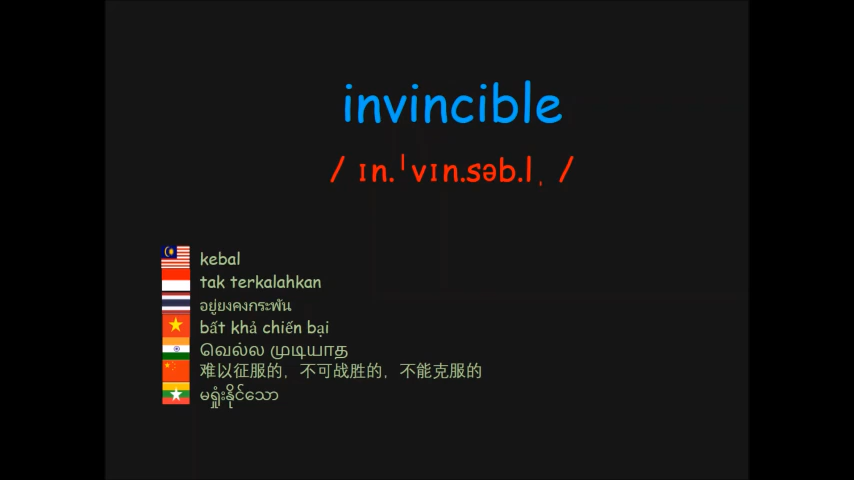 invincible
/ ɪn.ˈvɪn.səb.l̩ /
kebal
tak terkalahkan
อยู่ยงคงกระพัน
bất khả chiến bại
வெல்ல முடியாத
难以征服的，不可战胜的，不能克服的
မရှုံးနိုင်သော